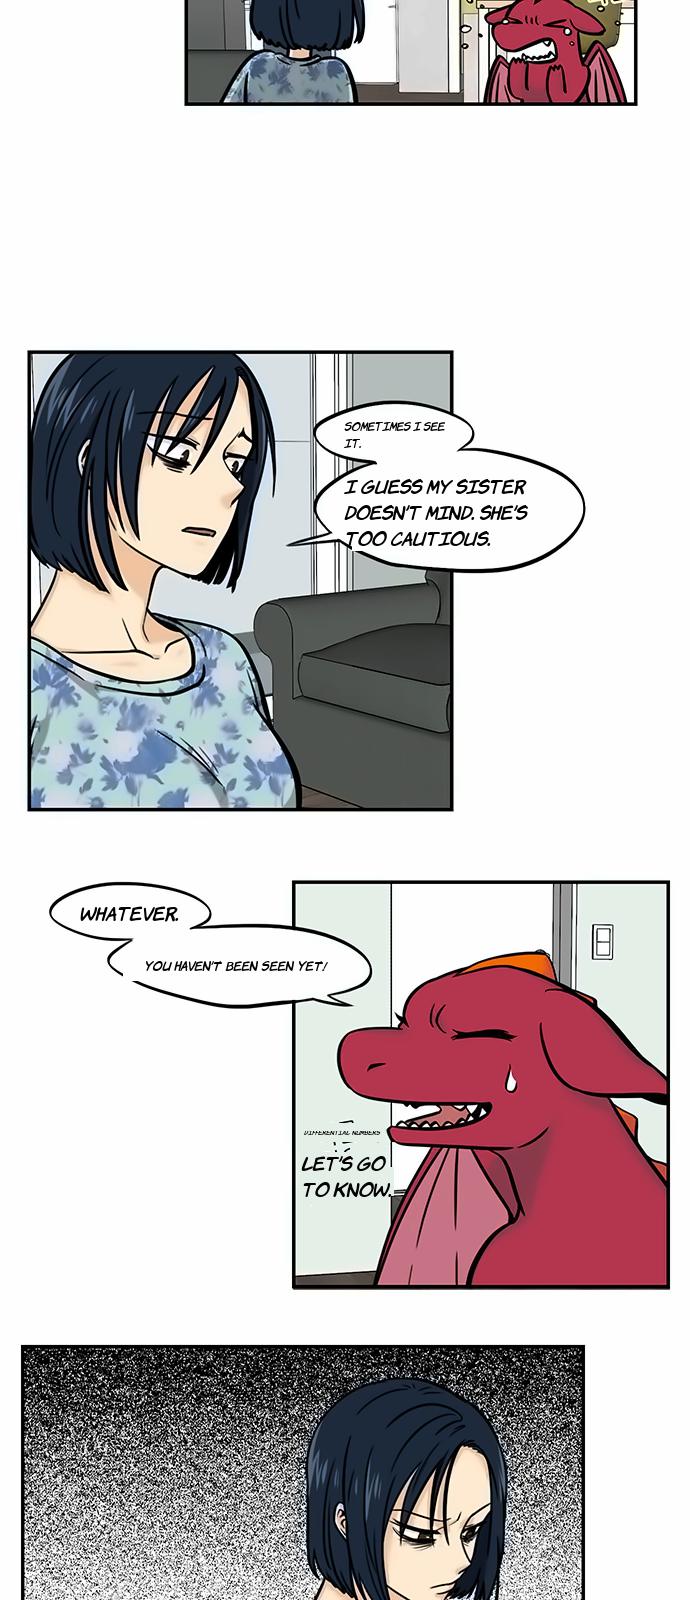 SOMETIMES I SEE
IT.
I GUESS MY SISTER
DOESN'T MIND. SHE'S
TOO CAUTIOUS.
WHATEVER.
YOU HAVEN'T BEEN SEEN YET!
DIFFERENTIAL NUMBERS
LET'S GO
TO KNOW.